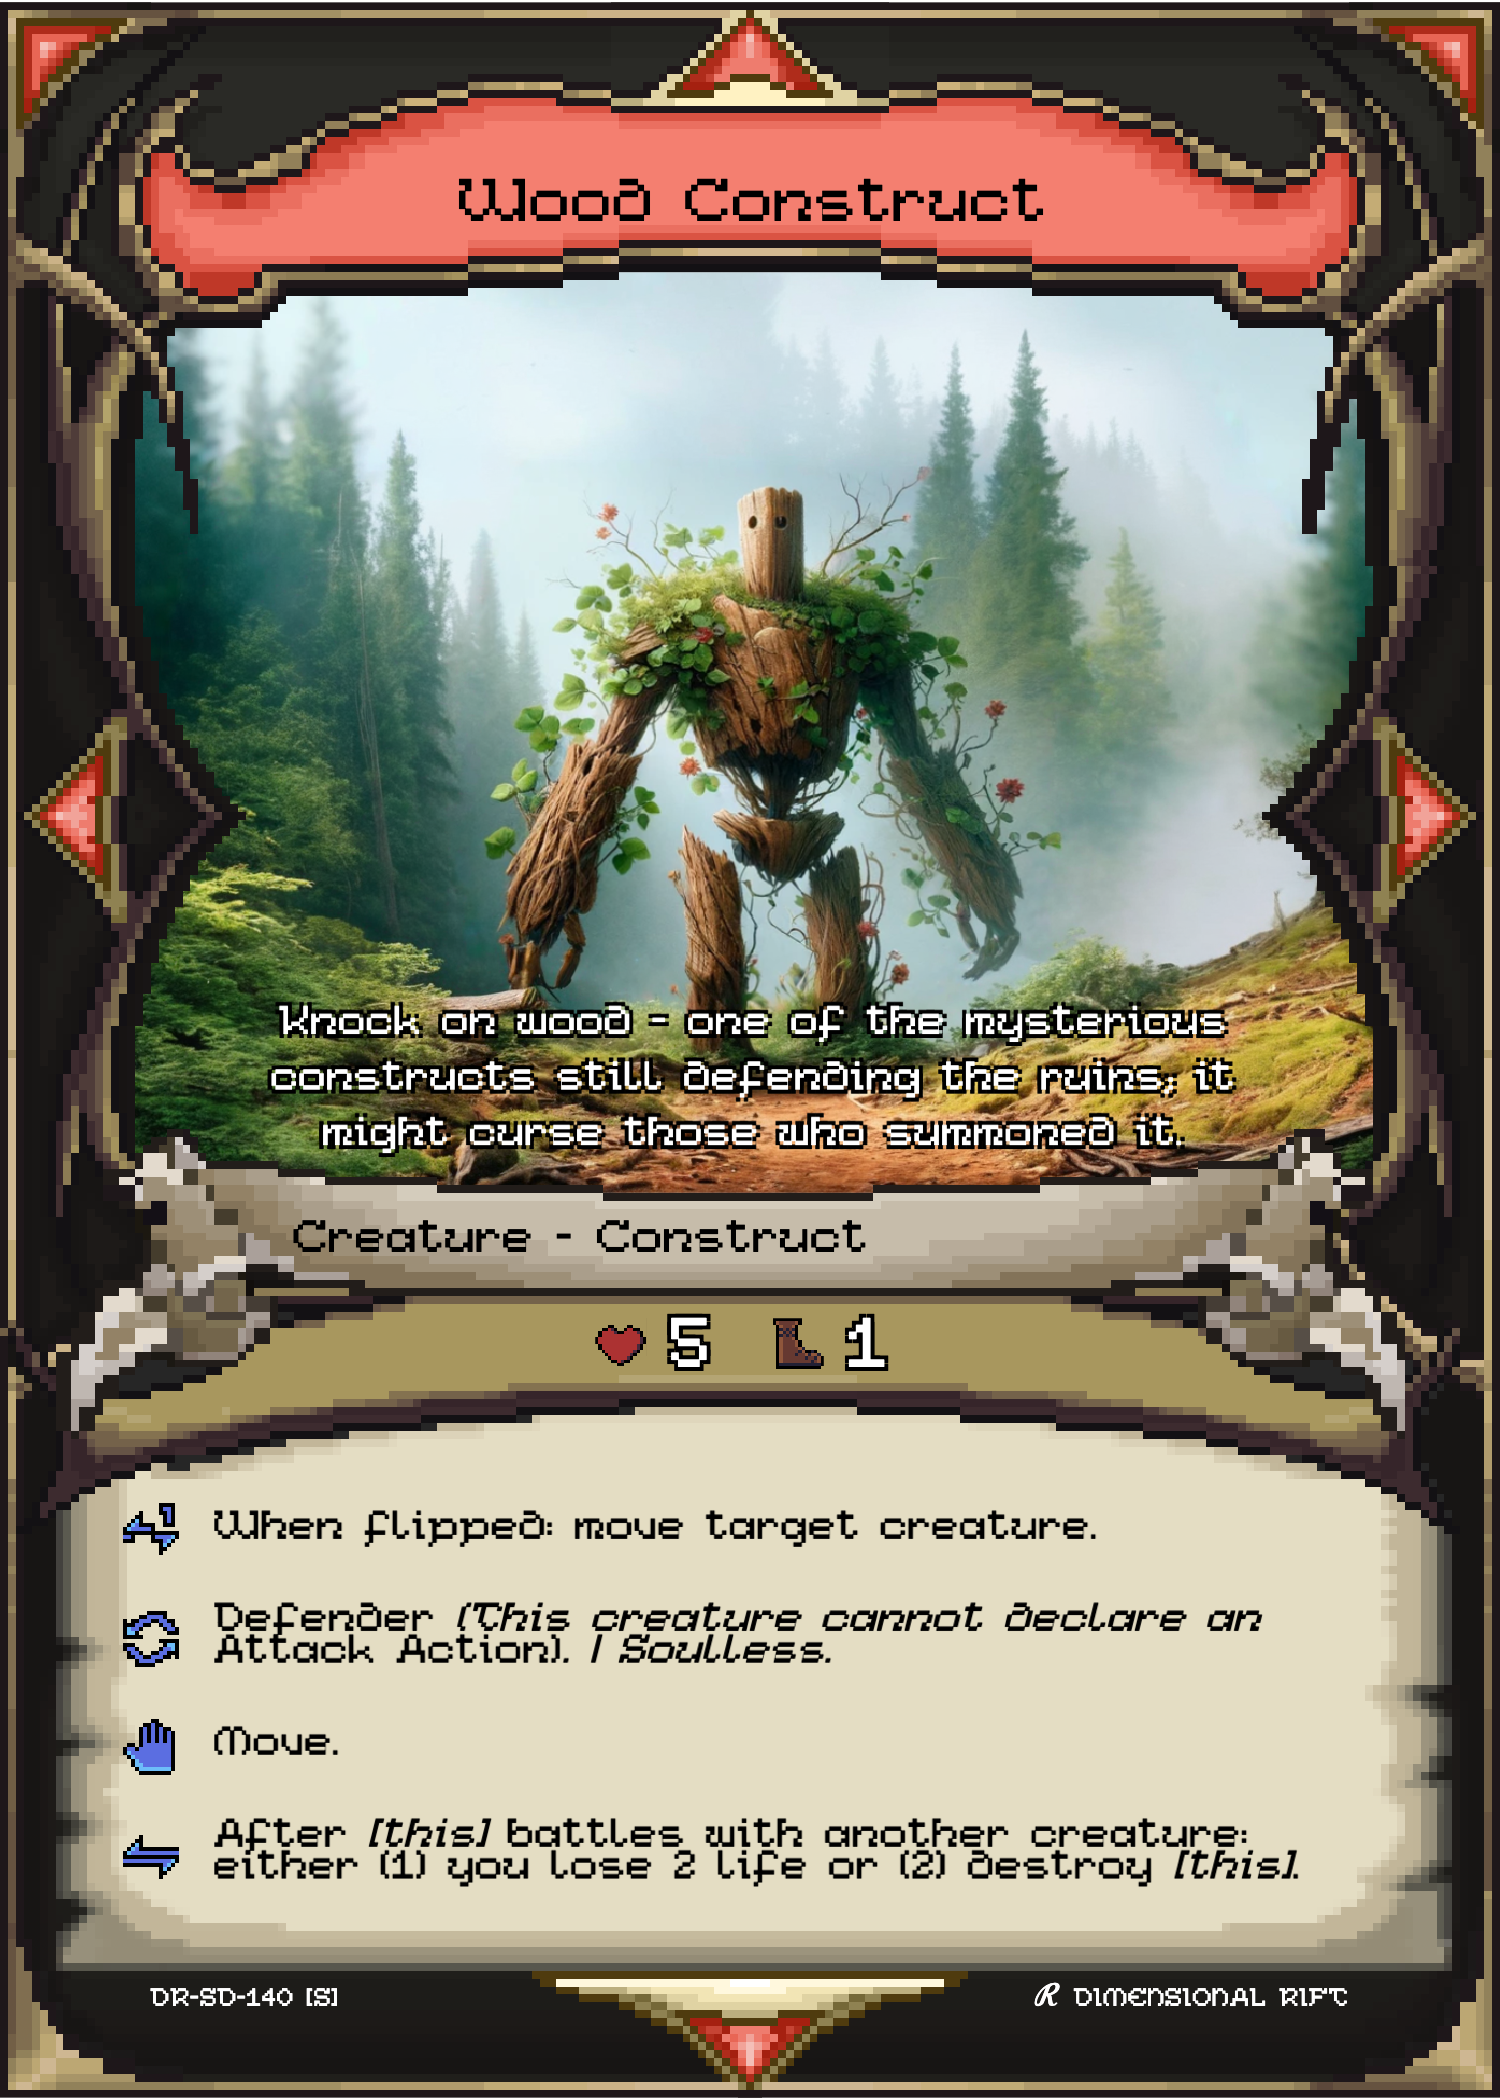 Wood Construct
Knock on wood - one of the mysterious
constructs still defending the ruins; it
might curse those who summoned it.
Creature - Construct
5 1
When flipped: move target creature.
Defender (This creature cannot declare an
Attack Action). | Soulless.
Move.
After [this] battles with another creature:
either (1) you lose 2 life or (2) destroy [this].
DR-SD-140 [S]
R DIMENSIONAL RIFT